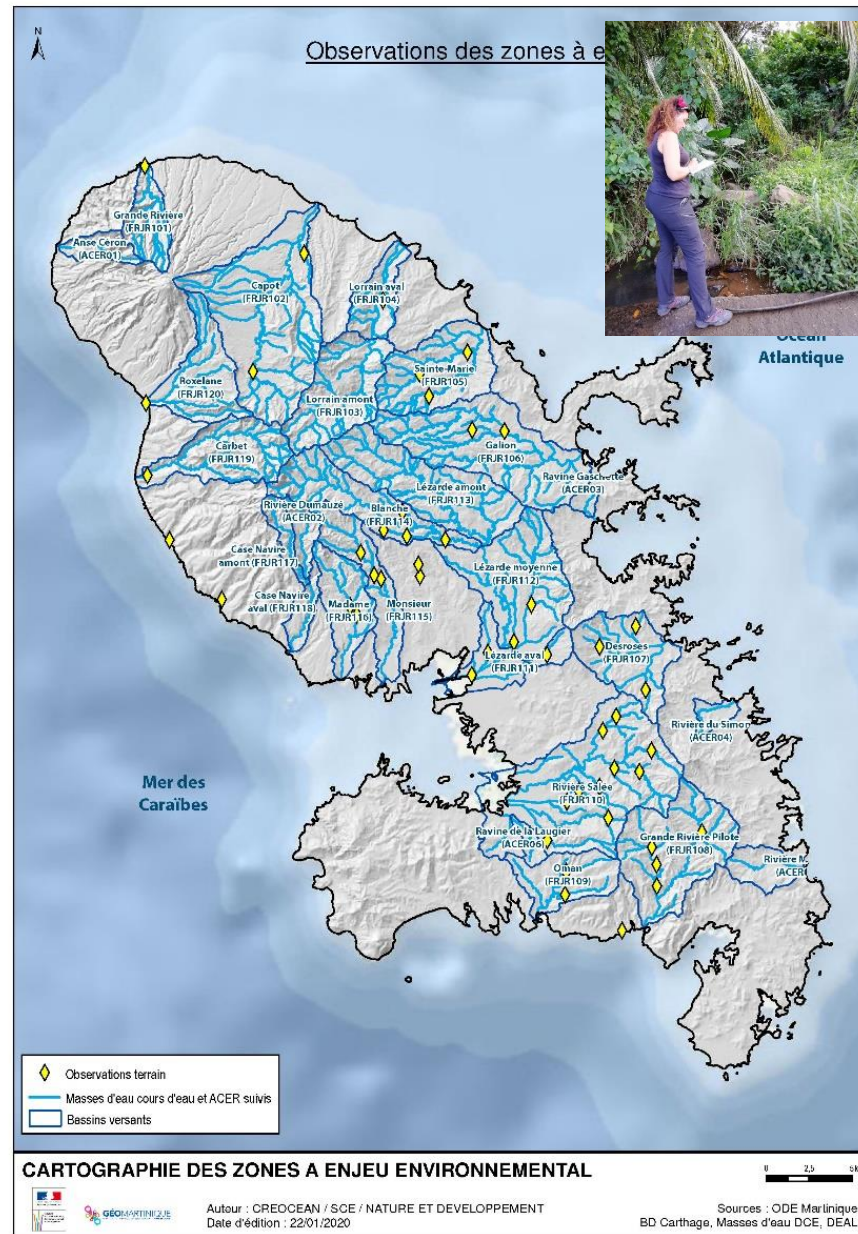 N
Observations des zones à e
Grande Rivière
(FRJR101)
Anse Céron
(ACER01)
Capot
(FRJR102)
Lorrain aval
(FRJR104)
Océan
Atlantique
Sainte-Marie
(FRJR105)
Roxelane
(FRJR120)
Lorrain amont
(FRJR103)
Carbet
(FRJR119)
Galion
(FRJR106)
Ravine Gaschette
(ACER03)
Lézarde amont
(FRJR113)
Rivière Dumauzé
(ACER02)
Blanche
(FRJR114)
Case Navire
amont (FRJR117)
Lézarde moyenne
(FRJR112)
Case Navire
aval (FRJR118)
Madame
(FRJR116)
Monsieur
(FRJR115)
Lézarde aval
(FRJR111)
Desroses
(FRJR107)
Rivière du Simon
(ACER04)
Mer des
Caraïbes
Rivière Salée
(FRJR110)
Ravine de la Laugier
(ACER06)
Grande Rivière Pilote
(FRJR108)
Oman
(FRJR109)
Rivière M
(ACER
Observations terrain
Masses d'eau cours d'eau et ACER suivis
Bassins versants
CARTOGRAPHIE DES ZONES A ENJEU ENVIRONNEMENTAL
0 2,5 5k
GÉOMARTINIQUE
Auteur : CREOCEAN / SCE / NATURE ET DEVELOPPEMENT
Date d'édition : 22/01/2020
Sources : ODE Martinique
BD Carthage, Masses d'eau DCE, DEAL